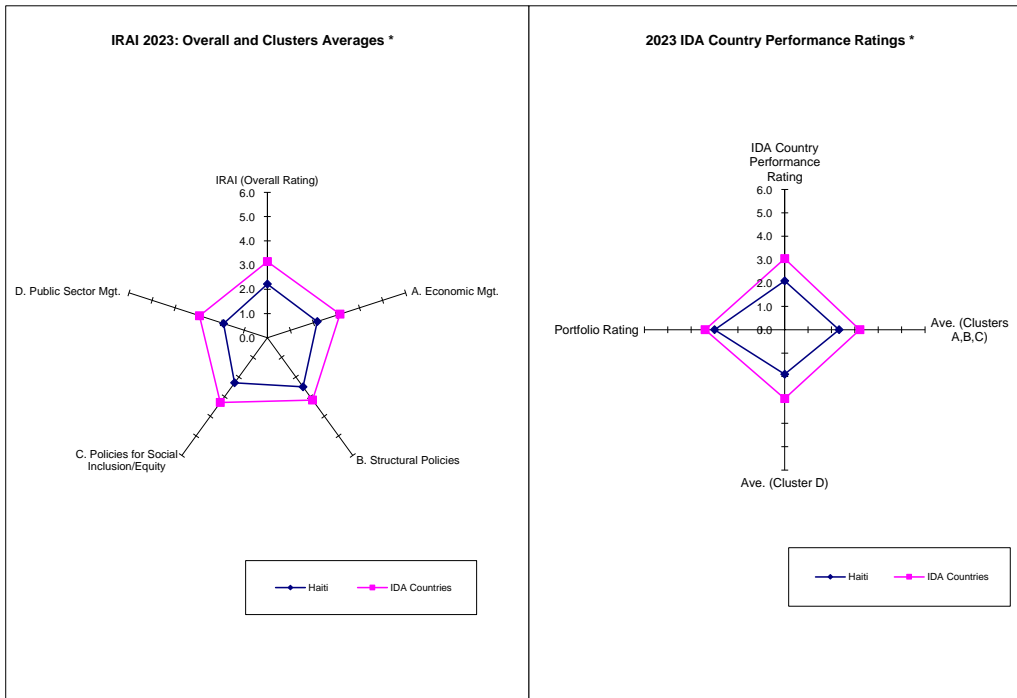 IRAI 2023: Overall and Clusters Averages *
IRAI (Overall Rating)
6.0
5.0
4.0
3.0
2.0
1.0
0.0
A. Economic Mgt.
B. Structural Policies
C. Policies for Social
Inclusion/Equity
D. Public Sector Mgt.
Haiti
IDA Countries
2023 IDA Country Performance Ratings *
IDA Country
Performance
Rating
6.0
5.0
4.0
3.0
2.0
1.0
0.0
Ave. (Clusters
A,B,C)
Ave. (Cluster D)
Portfolio Rating
Haiti
IDA Countries